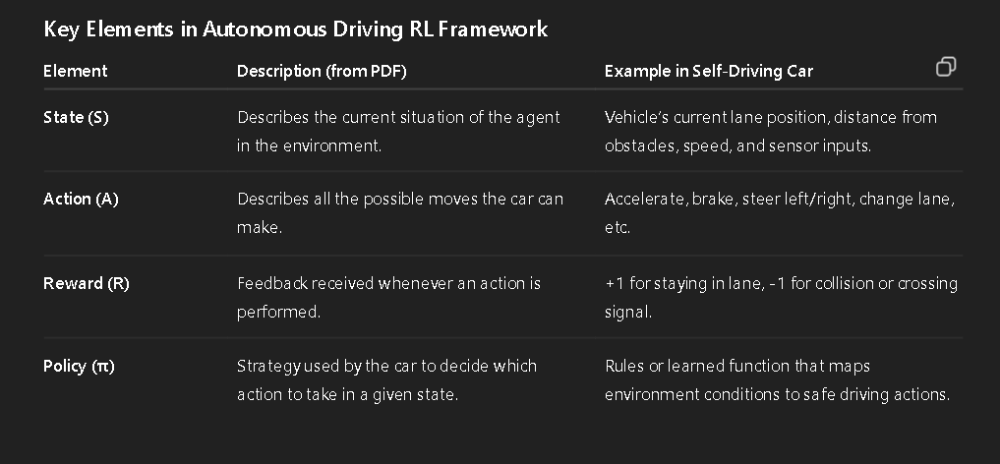 Key Elements in Autonomous Driving RL Framework
Element Description (from PDF) Example in Self-Driving Car
State (S) Describes the current situation of the agent Vehicle's current lane position, distance from
in the environment. obstacles, speed, and sensor inputs.
Action (A) Describes all the possible moves the car can Accelerate, brake, steer left/right, change lane,
make. etc.
Reward (R) Feedback received whenever an action is +1 for staying in lane, -1 for collision or crossing
performed. signal.
Policy (π) Strategy used by the car to decide which Rules or learned function that maps
action to take in a given state. environment conditions to safe driving actions.